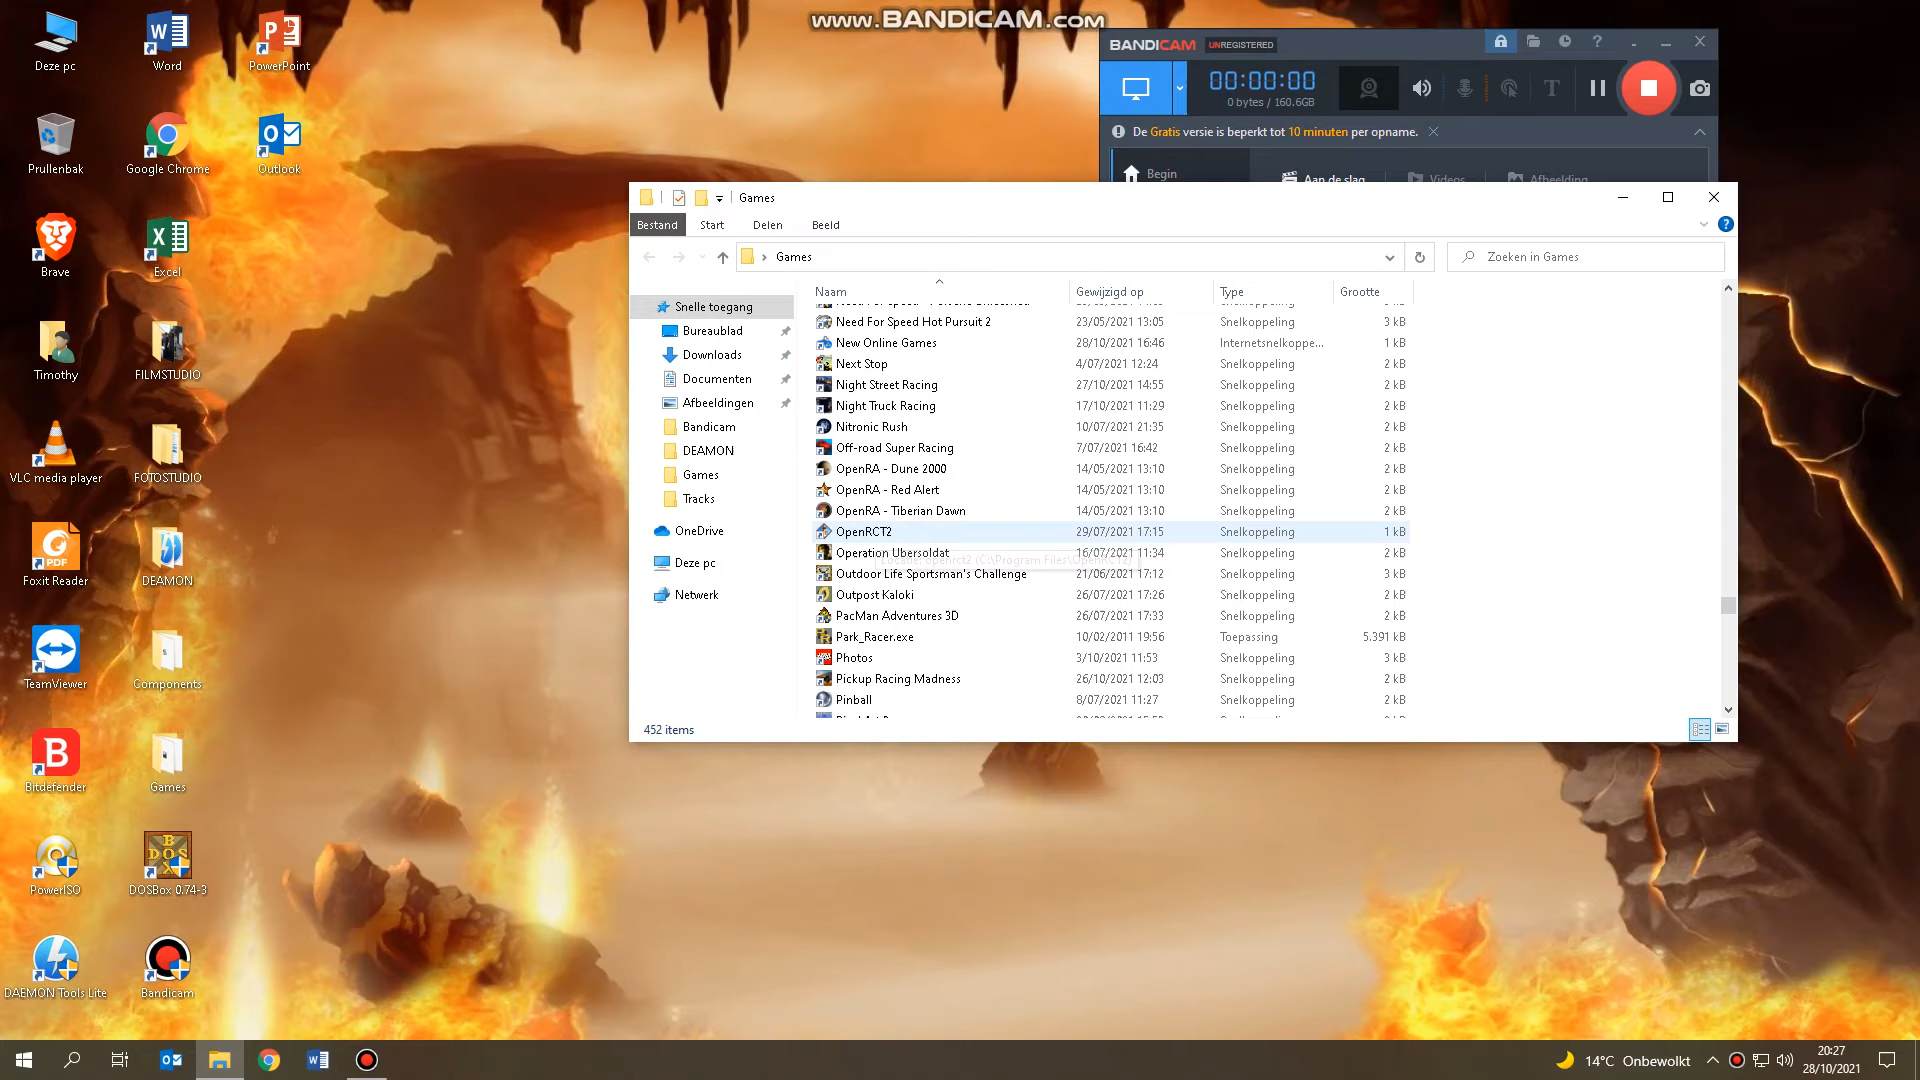 www.BANDICAM.com
Deze pc
Word
PowerPoint
Prullenbak
Google Chrome
Outlook
Brave
Excel
Timothy
FILMSTUDIO
VLC media player
FOTOSTUDIO
Foxit Reader
DEAMON
TeamViewer
Components
Bitdefender
Games
PowerISO
DOSBox 0.74-3
DAEMON Tools Lite
Bandicam
BANDICAM UNREGISTERED
00:00:00
0 bytes / 160.6GB
De Gratis versie is beperkt tot 10 minuten per opname.
Begin
Aan de slag
Videos
Afbeelding
Games
Bestand Start Delen Beeld
Games
Zoeken in Games
Naam Gewijzigd op Type Grootte
Snelle toegang
Bureaublad
Downloads
Documenten
Afbeeldingen
Bandicam
DEAMON
Games
Tracks
OneDrive
Deze pc
Netwerk
Need For Speed Hot Pursuit 2 23/05/2021 13:05 Snelkoppeling 3 kB
New Online Games 28/10/2021 16:46 Internetsnelkoppe... 1 kB
Next Stop 4/07/2021 12:24 Snelkoppeling 2 kB
Night Street Racing 27/10/2021 14:55 Snelkoppeling 2 kB
Night Truck Racing 17/10/2021 11:29 Snelkoppeling 2 kB
Nitronic Rush 10/07/2021 21:35 Snelkoppeling 2 kB
Off-road Super Racing 7/07/2021 16:42 Snelkoppeling 2 kB
OpenRA - Dune 2000 14/05/2021 13:10 Snelkoppeling 2 kB
OpenRA - Red Alert 14/05/2021 13:10 Snelkoppeling 2 kB
OpenRA - Tiberian Dawn 14/05/2021 13:10 Snelkoppeling 2 kB
OpenRCT2 29/07/2021 17:15 Snelkoppeling 1 kB
Operation Ubersoldat 16/07/2021 11:34 Snelkoppeling 2 kB
Locatie: openrct2 (C:\Program Files\OpenRCT2)
Outdoor Life Sportsman's Challenge 21/06/2021 17:12 Snelkoppeling 3 kB
Outpost Kaloki 26/07/2021 17:26 Snelkoppeling 2 kB
PacMan Adventures 3D 26/07/2021 17:33 Snelkoppeling 2 kB
Park_Racer.exe 10/02/2011 19:56 Toepassing 5.391 kB
Photos 3/10/2021 11:53 Snelkoppeling 3 kB
Pickup Racing Madness 26/10/2021 12:03 Snelkoppeling 2 kB
Pinball 8/07/2021 11:27 Snelkoppeling 2 kB
452 items
14°C Onbewolkt
20:27
28/10/2021